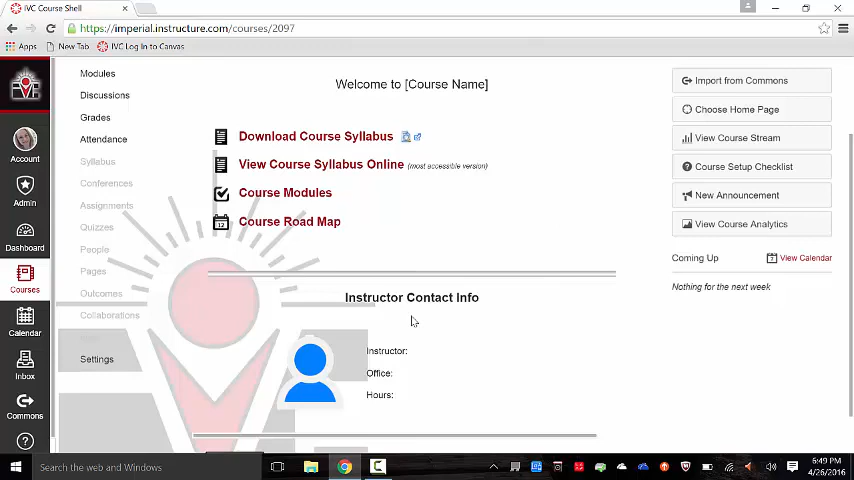 iVC Course Shell
https://imperial.instructure.com/courses/2097
Apps
New Tab
IVC Log In to Canvas
Account
Admin
Dashboard
Courses
Calendar
Inbox
Commons
Modules
Discussions
Grades
Attendance
Syllabus
Conferences
Assignments
Quizzes
People
Pages
Outcomes
Collaborations
Settings
Welcome to [Course Name]
Download Course Syllabus
View Course Syllabus Online (most accessible version)
Course Modules
12
Course Road Map
Instructor Contact Info
Instructor:
Office:
Hours:
Import from Commons
Choose Home Page
View Course Stream
Course Setup Checklist
New Announcement
View Course Analytics
Coming Up
View Calendar
Nothing for the next week
Search the web and Windows
6:49 PM
4/26/2016